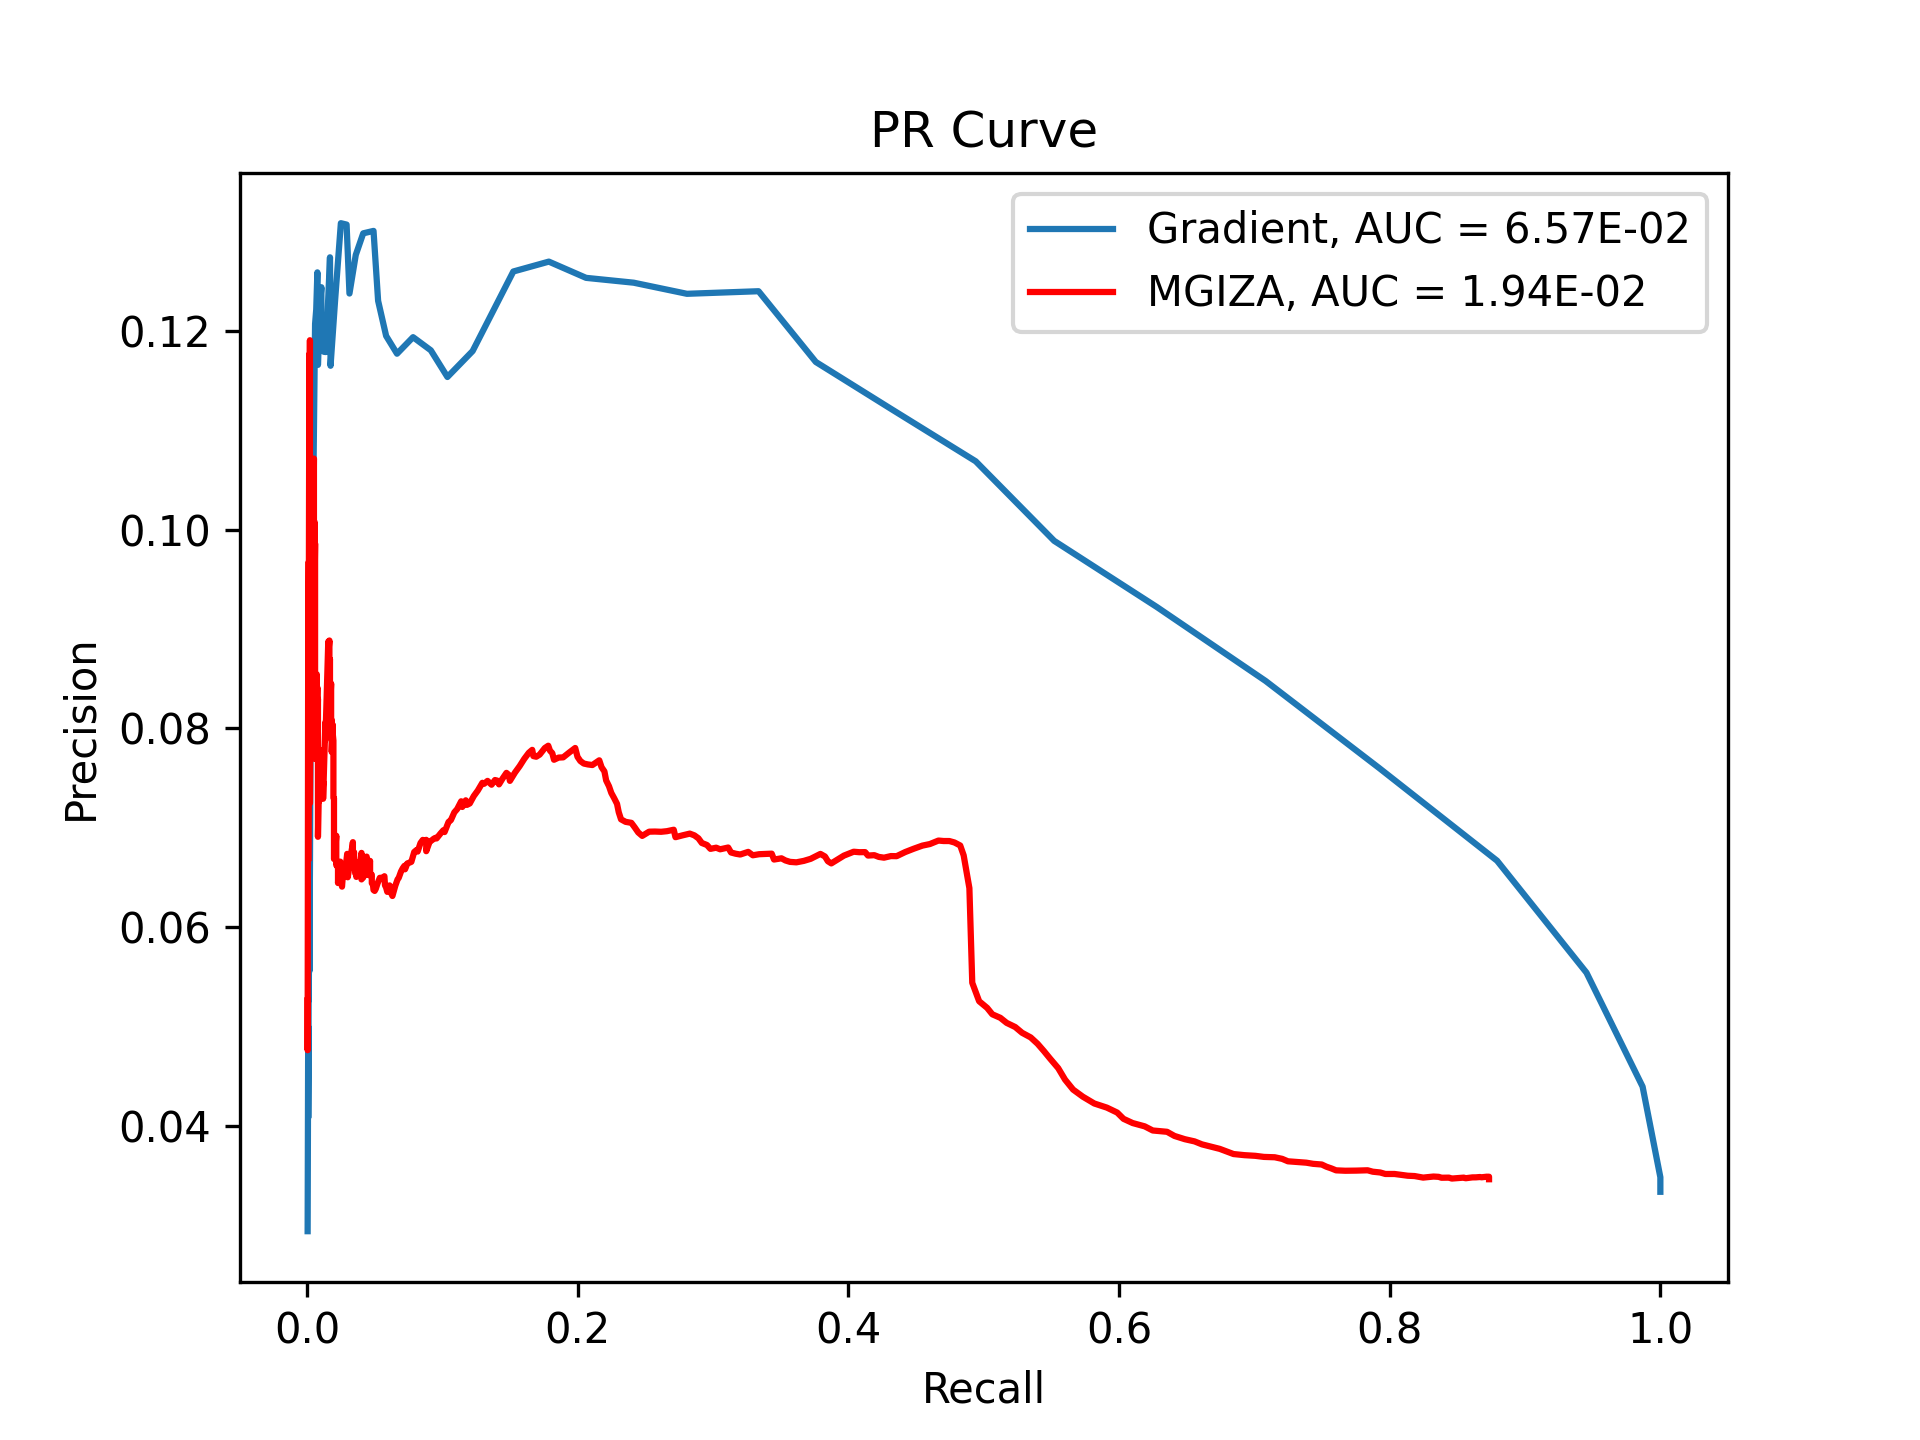 PR Curve
Gradient, AUC = 6.57E-02
MGIZA, AUC = 1.94E-02
Precision
0.12
0.10
0.08
0.06
0.04
0.0 0.2 0.4 0.6 0.8 1.0
Recall